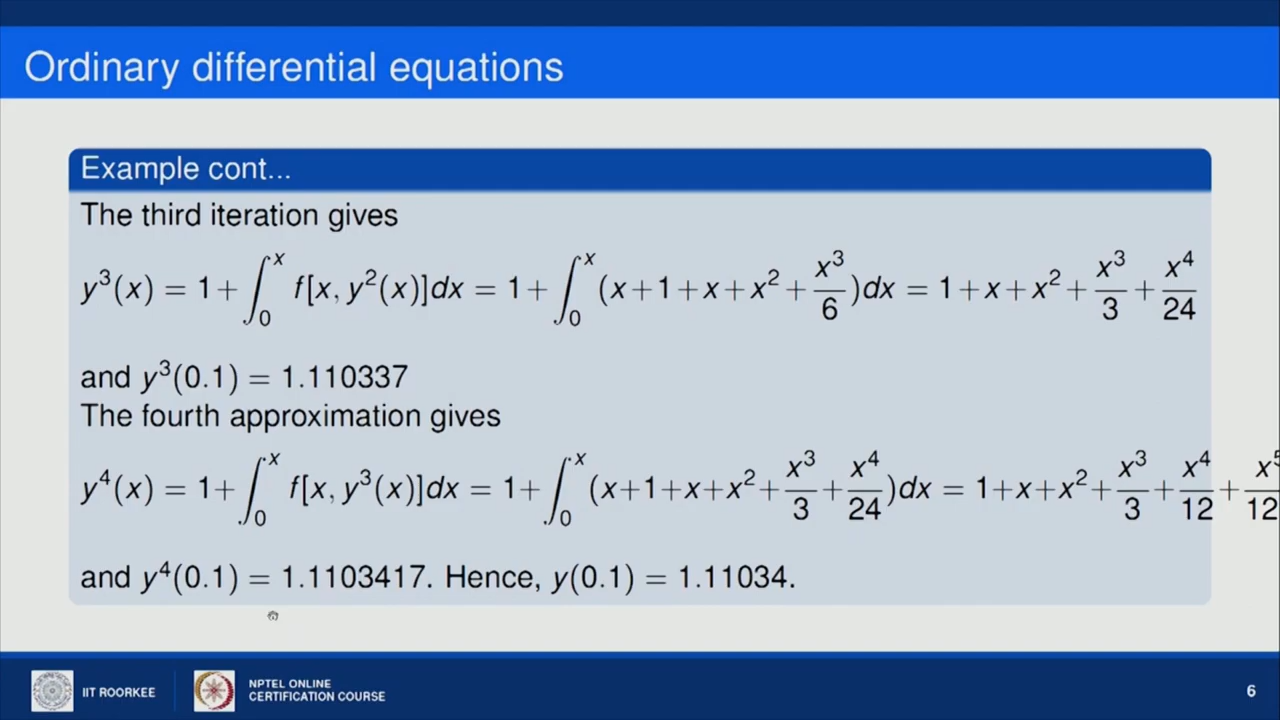 Ordinary differential equations
Example cont...
The third iteration gives
y³(x) = 1+∫₀ˣ f[x, y²(x)]dx = 1+∫₀ˣ (x+1+x+x²+x³/6)dx = 1+x+x²+x³/3+x⁴/24
and y³(0.1) = 1.110337
The fourth approximation gives
y⁴(x) = 1+∫₀ˣ f[x, y³(x)]dx = 1+∫₀ˣ (x+1+x+x²+x³/3+x⁴/24)dx = 1+x+x²+x³/3+x⁴/12+x⁵/12
and y⁴(0.1) = 1.1103417. Hence, y(0.1) = 1.11034.
IIT ROORKEE
NPTEL ONLINE
CERTIFICATION COURSE
6